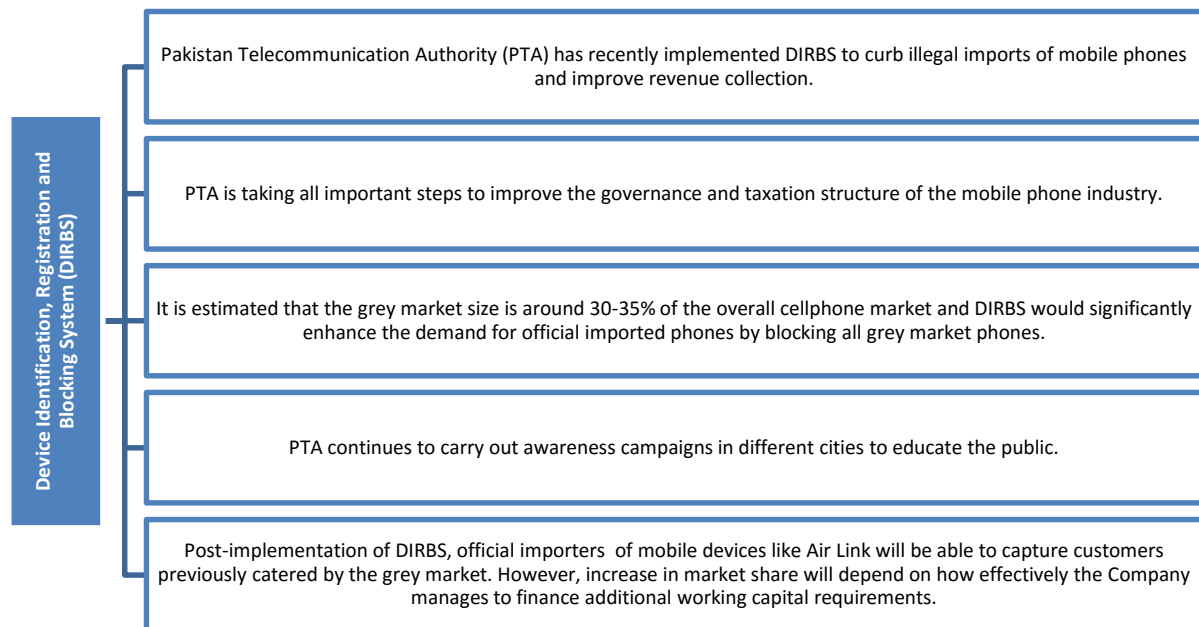 Device Identification, Registration and
Blocking System (DIRBS)
Pakistan Telecommunication Authority (PTA) has recently implemented DIRBS to curb illegal imports of mobile phones
and improve revenue collection.
PTA is taking all important steps to improve the governance and taxation structure of the mobile phone industry.
It is estimated that the grey market size is around 30-35% of the overall cellphone market and DIRBS would significantly
enhance the demand for official imported phones by blocking all grey market phones.
PTA continues to carry out awareness campaigns in different cities to educate the public.
Post-implementation of DIRBS, official importers of mobile devices like Air Link will be able to capture customers
previously catered by the grey market. However, increase in market share will depend on how effectively the Company
manages to finance additional working capital requirements.